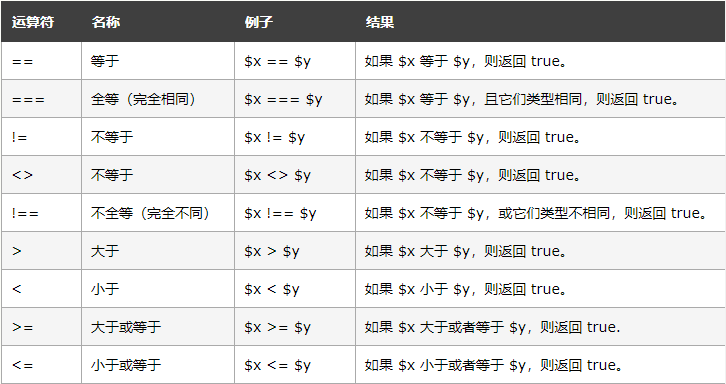 运算符 名称 例子 结果
== 等于 $x == $y 如果 $x 等于 $y，则返回 true。
=== 全等（完全相同） $x === $y 如果 $x 等于 $y，且它们类型相同，则返回 true。
!= 不等于 $x != $y 如果 $x 不等于 $y，则返回 true。
<> 不等于 $x <> $y 如果 $x 不等于 $y，则返回 true。
!== 不全等（完全不同） $x !== $y 如果 $x 不等于 $y，或它们类型不相同，则返回 true。
> 大于 $x > $y 如果 $x 大于 $y，则返回 true。
< 小于 $x < $y 如果 $x 小于 $y，则返回 true。
>= 大于或等于 $x >= $y 如果 $x 大于或者等于 $y，则返回 true.
<= 小于或等于 $x <= $y 如果 $x 小于或者等于 $y，则返回 true。